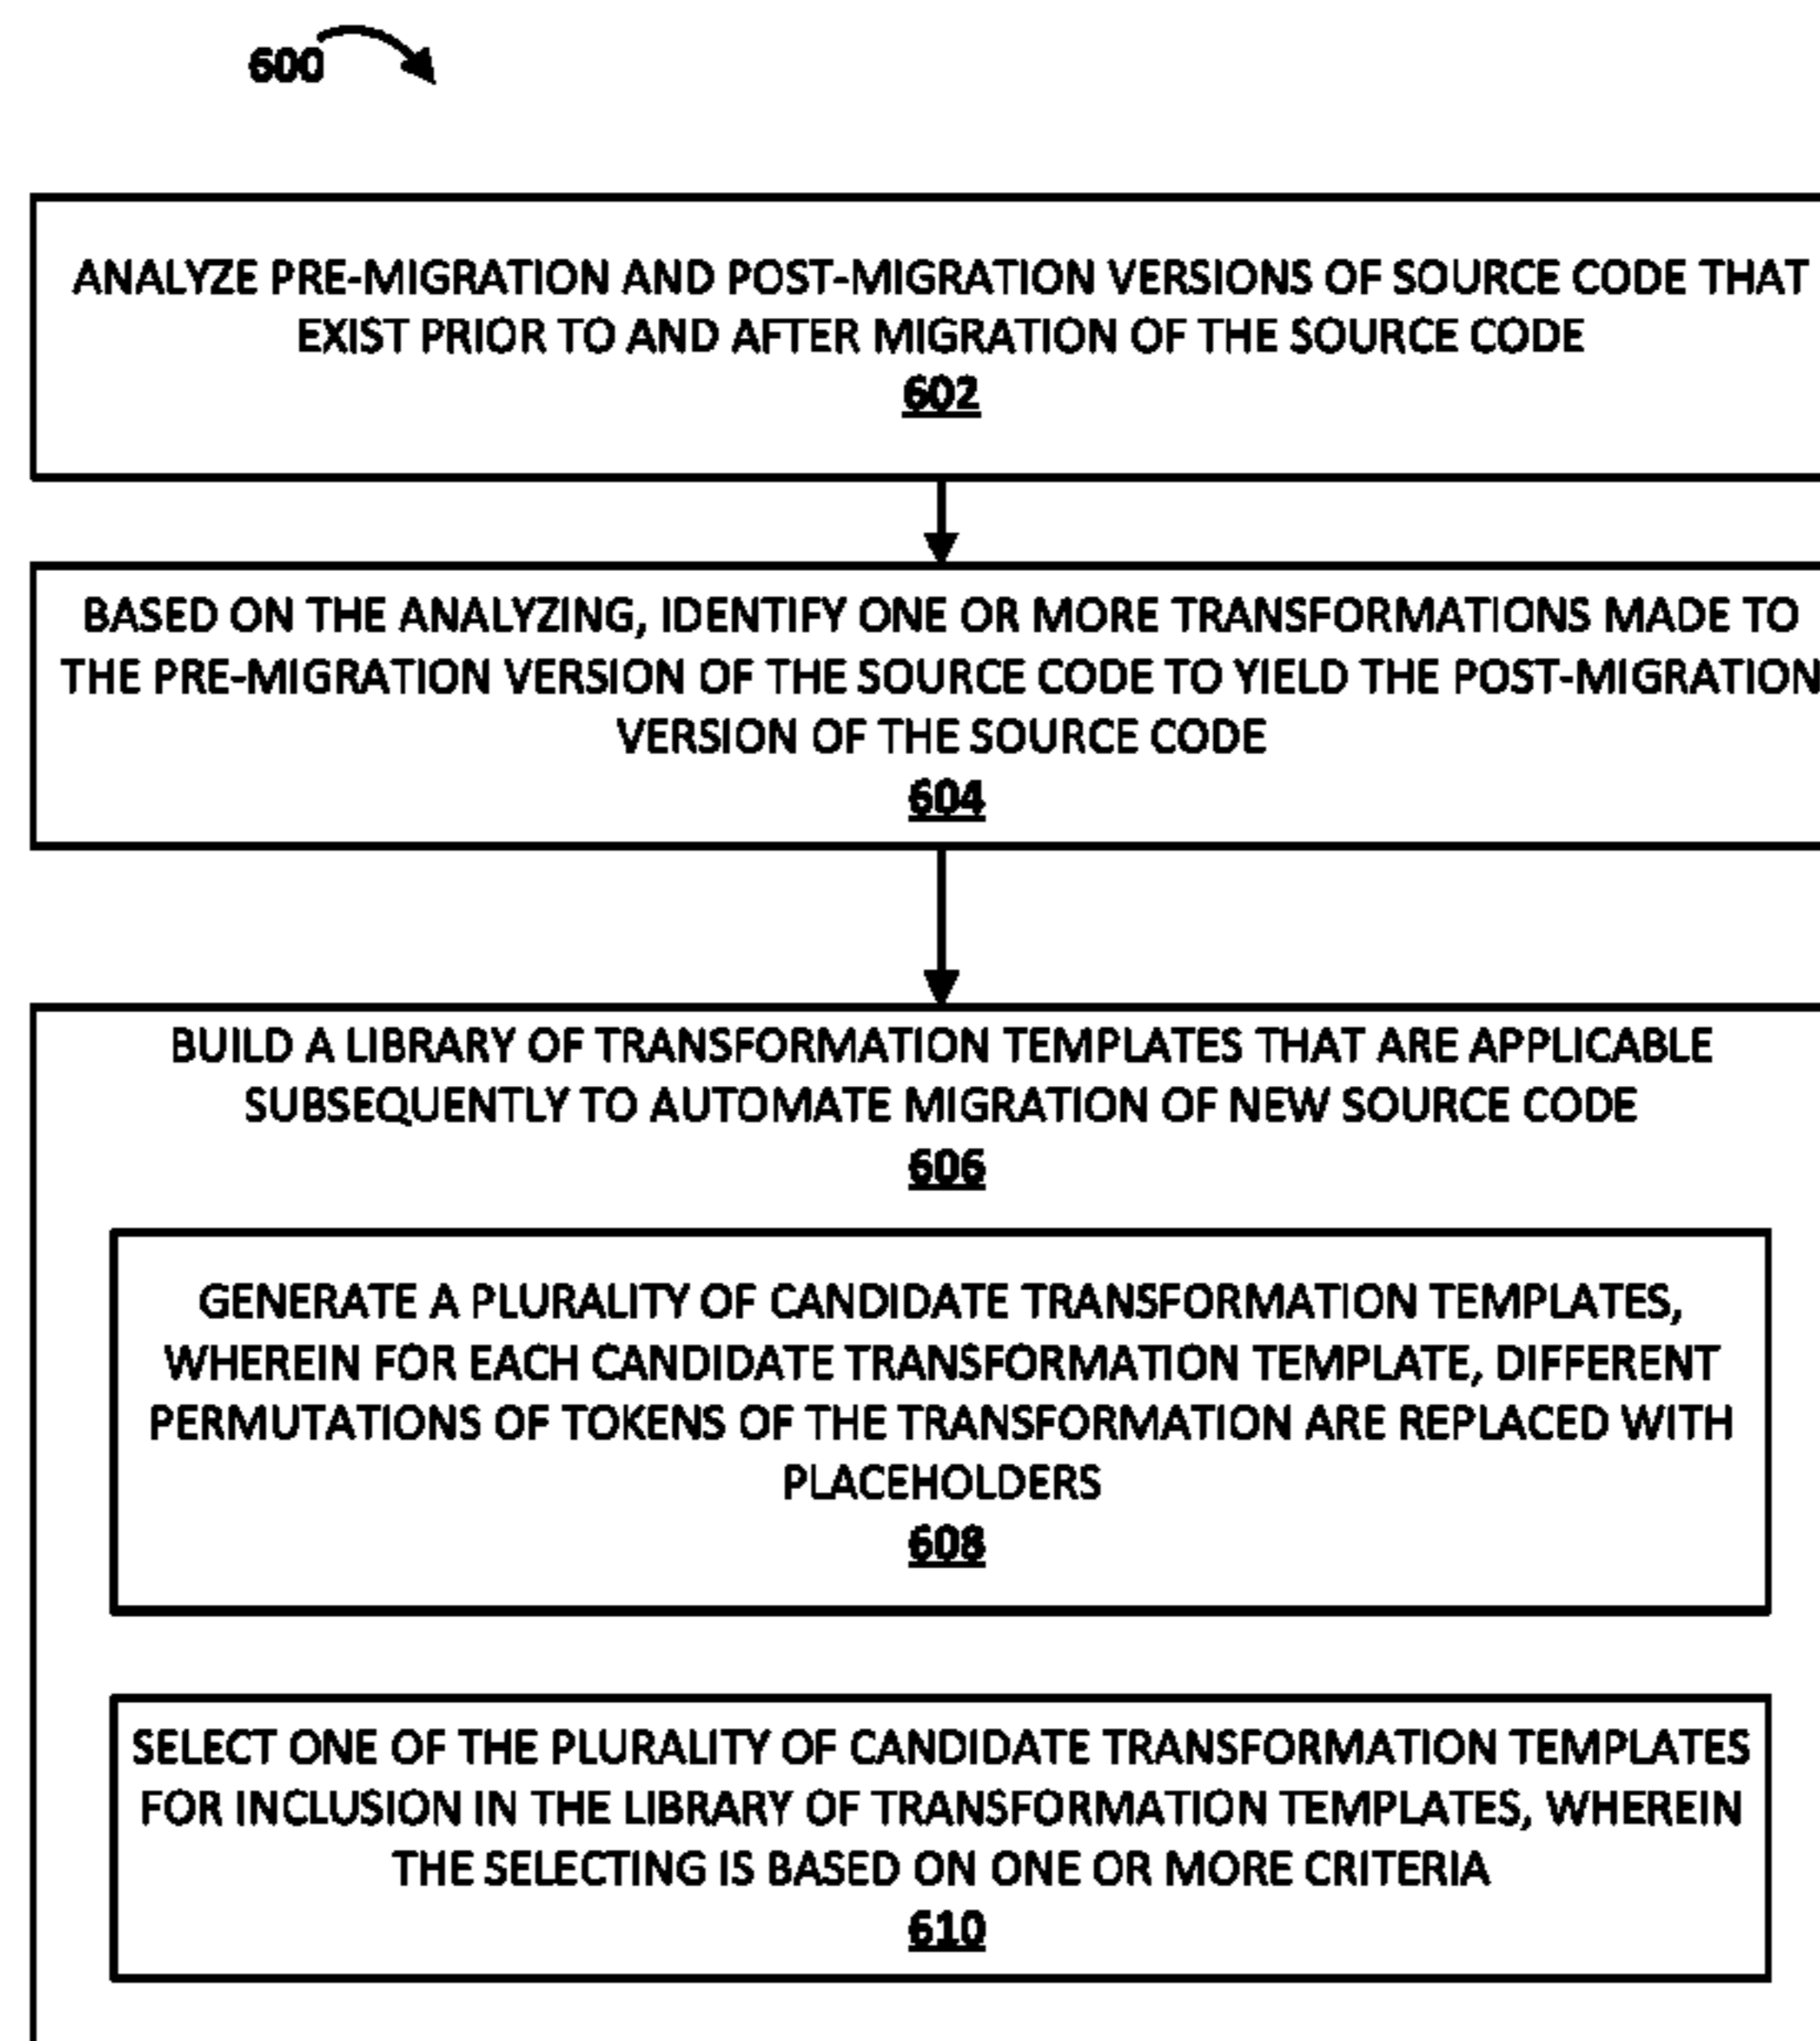 600
ANALYZE PRE-MIGRATION AND POST-MIGRATION VERSIONS OF SOURCE CODE THAT
EXIST PRIOR TO AND AFTER MIGRATION OF THE SOURCE CODE
602
BASED ON THE ANALYZING, IDENTIFY ONE OR MORE TRANSFORMATIONS MADE TO
THE PRE-MIGRATION VERSION OF THE SOURCE CODE TO YIELD THE POST-MIGRATION
VERSION OF THE SOURCE CODE
604
BUILD A LIBRARY OF TRANSFORMATION TEMPLATES THAT ARE APPLICABLE
SUBSEQUENTLY TO AUTOMATE MIGRATION OF NEW SOURCE CODE
606
GENERATE A PLURALITY OF CANDIDATE TRANSFORMATION TEMPLATES,
WHEREIN FOR EACH CANDIDATE TRANSFORMATION TEMPLATE, DIFFERENT
PERMUTATIONS OF TOKENS OF THE TRANSFORMATION ARE REPLACED WITH
PLACEHOLDERS
608
SELECT ONE OF THE PLURALITY OF CANDIDATE TRANSFORMATION TEMPLATES
FOR INCLUSION IN THE LIBRARY OF TRANSFORMATION TEMPLATES, WHEREIN
THE SELECTING IS BASED ON ONE OR MORE CRITERIA
610